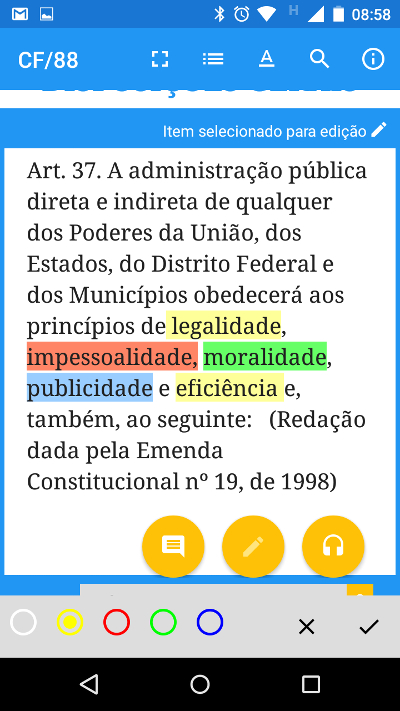 08:58
CF/88
Item selecionado para edição
Art. 37. A administração pública
direta e indireta de qualquer
dos Poderes da União, dos
Estados, do Distrito Federal e
dos Municípios obedecerá aos
princípios de legalidade,
impessoalidade, moralidade,
publicidade e eficiência e,
também, ao seguinte: (Redação
dada pela Emenda
Constitucional nº 19, de 1998)